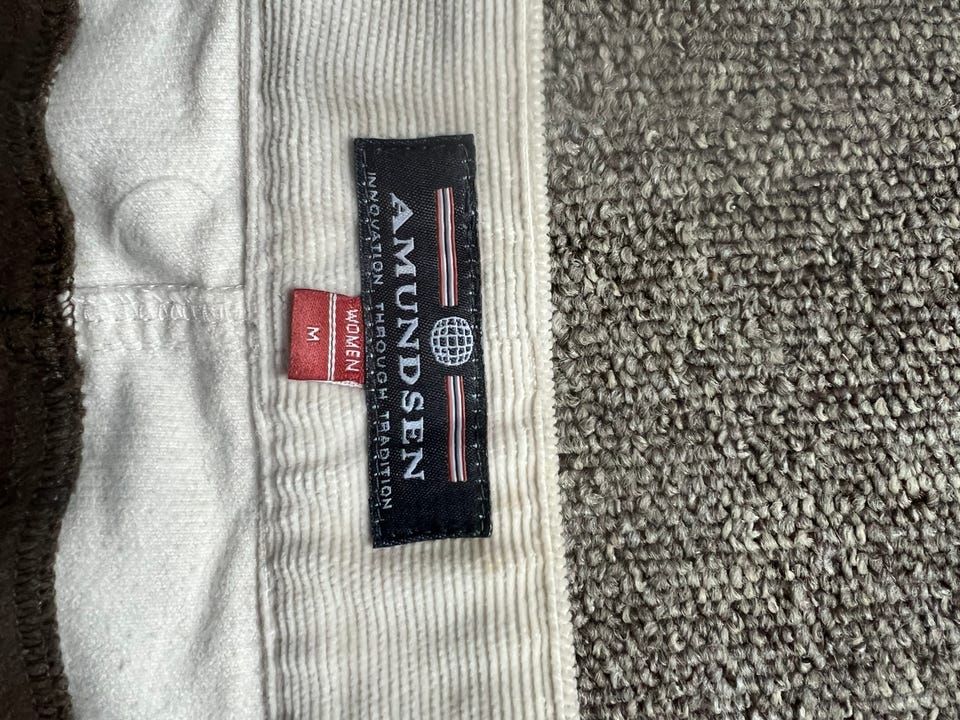 AMUNDSEN
INNOVATION THROUGH TRADITION
WOMEN
M